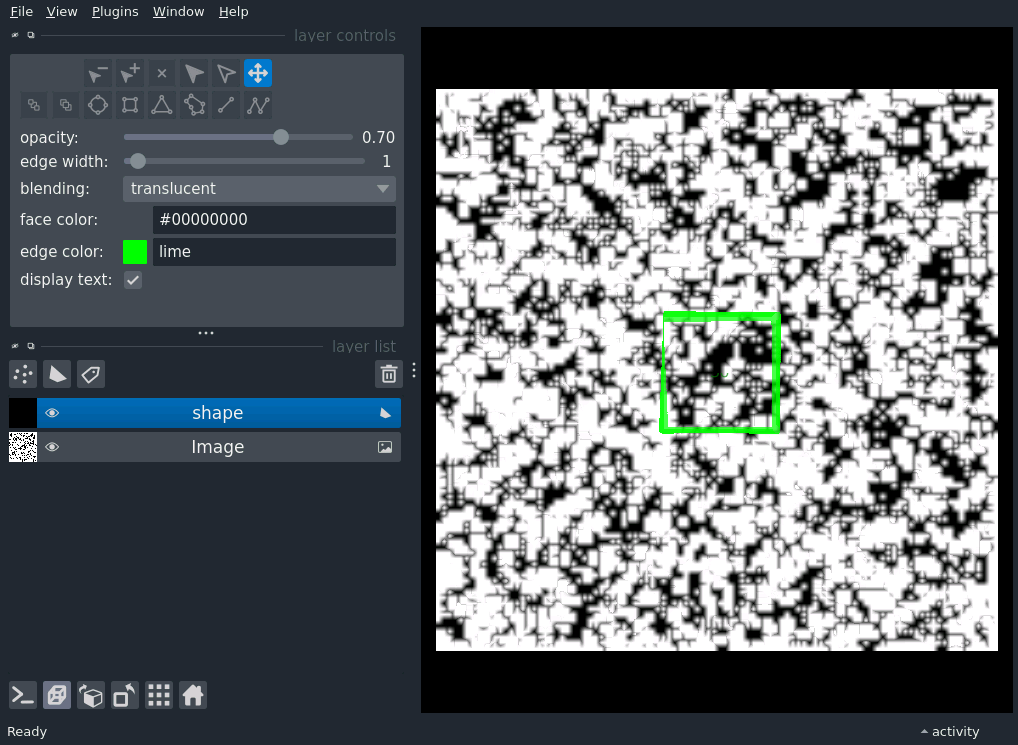 File View Plugins Window Help
layer controls
opacity: 0.70
edge width: 1
blending: translucent
face color: #00000000
edge color: lime
display text:
layer list
shape
Image
Ready activity